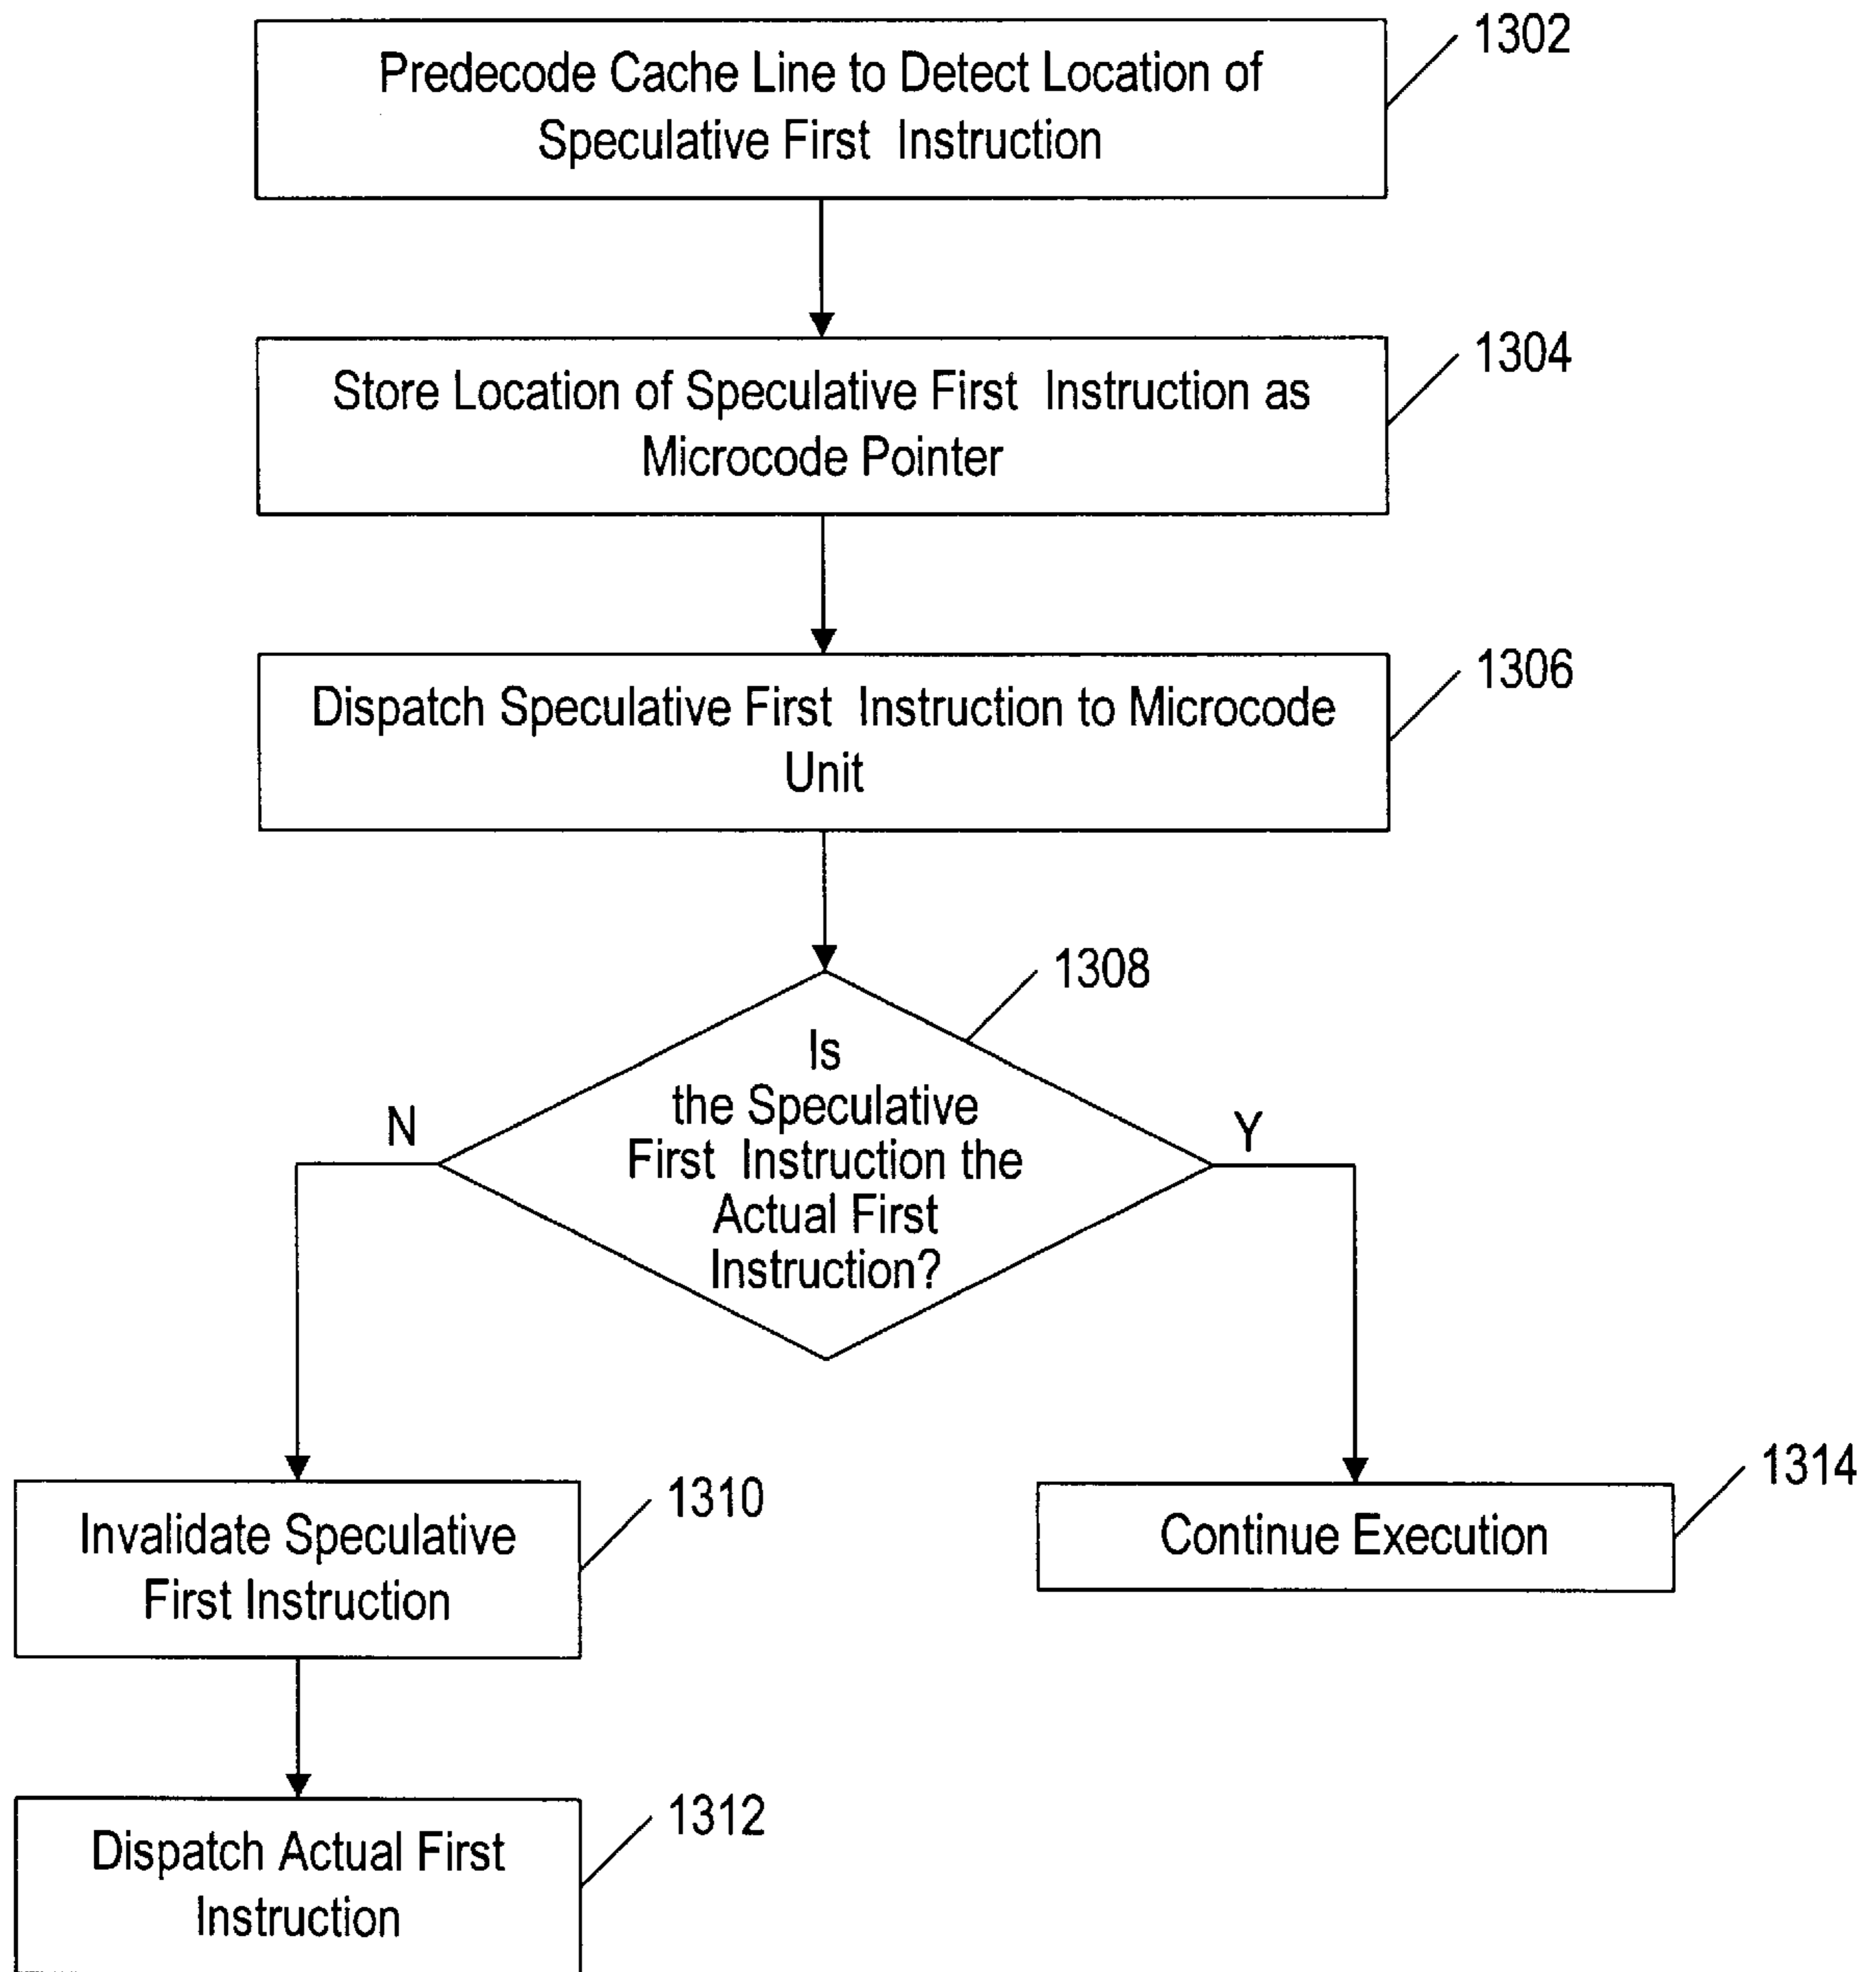 1302
Predecode Cache Line to Detect Location of
Speculative First Instruction
1304
Store Location of Speculative First Instruction as
Microcode Pointer
1306
Dispatch Speculative First Instruction to Microcode
Unit
1308
Is
the Speculative
First Instruction the
Actual First
Instruction?
N
Y
1310
Invalidate Speculative
First Instruction
1314
Continue Execution
1312
Dispatch Actual First
Instruction